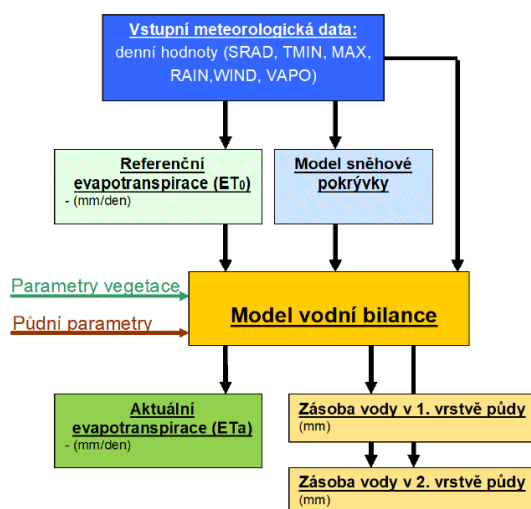 Vstupní meteorologická data:
denní hodnoty (SRAD, TMIN, MAX,
RAIN,WIND, VAPO)
Referenční
evapotranspirace (ET₀)
- (mm/den)
Model sněhové
pokrývky
Parametry vegetace
Půdní parametry
Model vodní bilance
Aktuální
evapotranspirace (ETa)
- (mm/den)
Zásoba vody v 1. vrstvě půdy
(mm)
Zásoba vody v 2. vrstvě půdy
(mm)